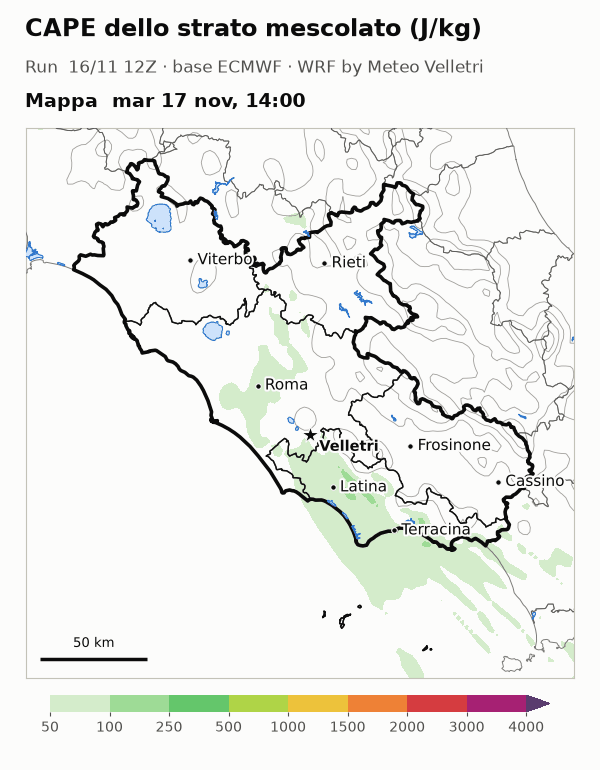 CAPE dello strato mescolato (J/kg)
Run  16/11 12Z · base ECMWF · WRF by Meteo Velletri
Mappa  mar 17 nov, 14:00
Viterbo
Rieti
Roma
Velletri
Frosinone
Latina
Cassino
Terracina
50 km
50 100 250 500 1000 1500 2000 3000 4000